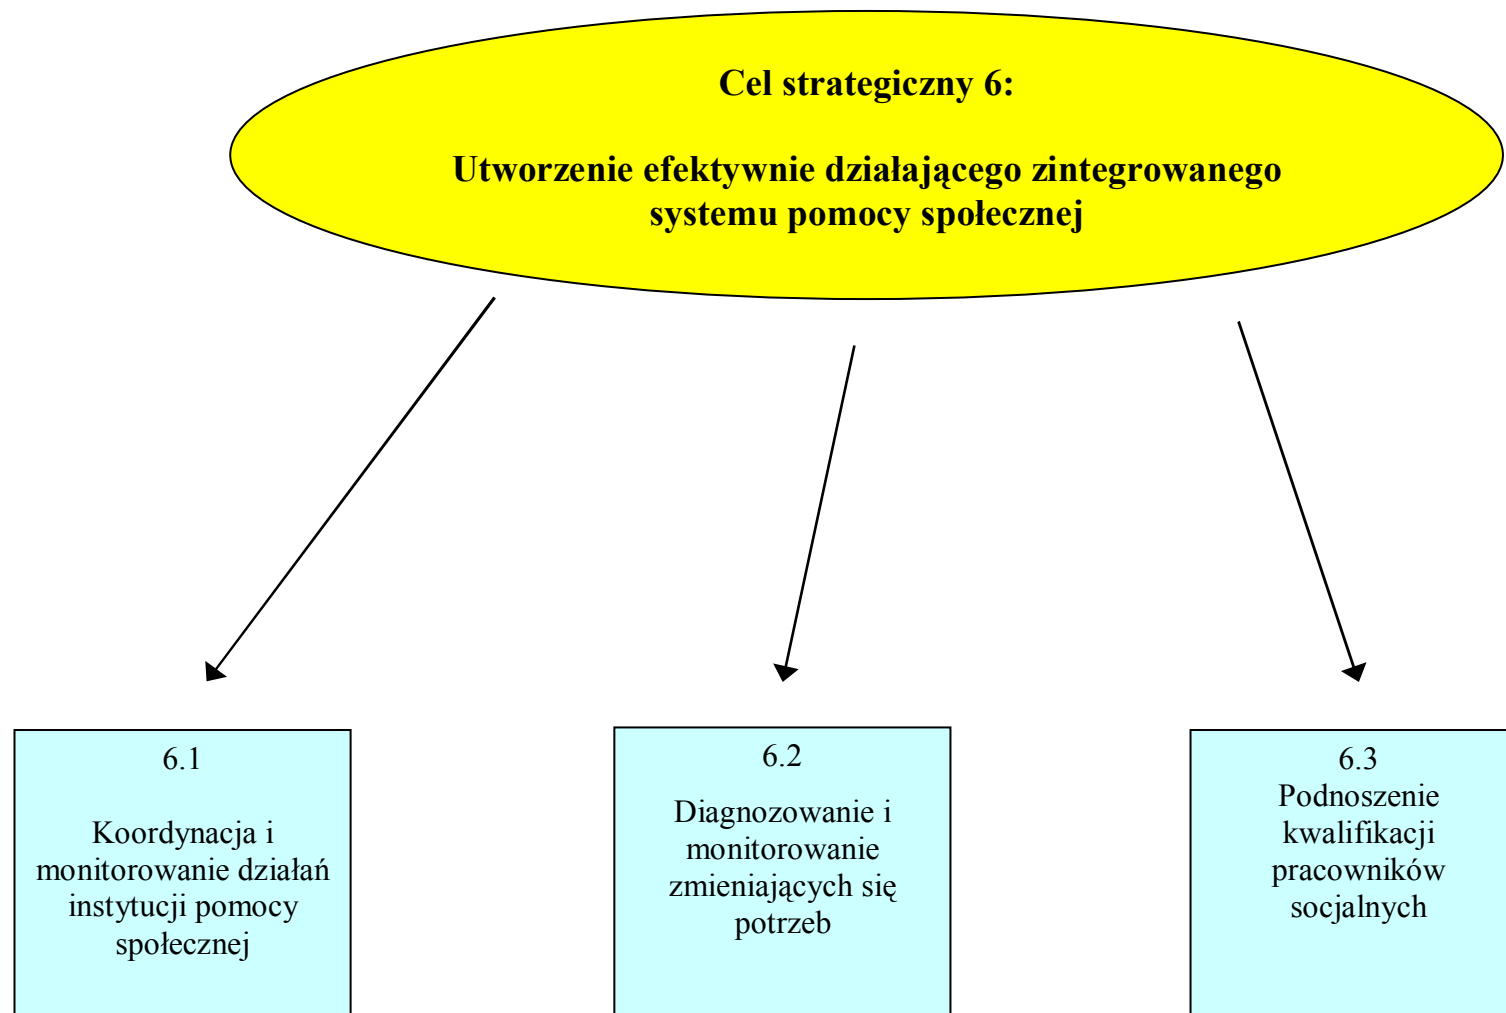 Cel strategiczny 6:
Utworzenie efektywnie działającego zintegrowanego
systemu pomocy społecznej
6.1
Koordynacja i
monitorowanie działań
instytucji pomocy
społecznej
6.2
Diagnozowanie i
monitorowanie
zmieniających się
potrzeb
6.3
Podnoszenie
kwalifikacji
pracowników
socjalnych